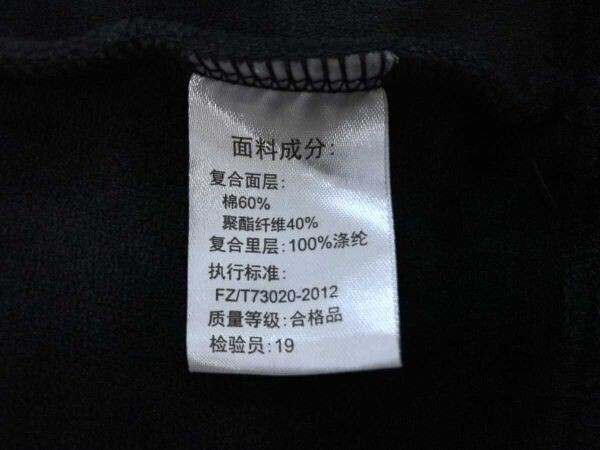 面料成分:
复合面层:
棉60%
聚酯纤维40%
复合里层:100%涤纶
执行标准:
FZ/T73020-2012
质量等级:合格品
检验员:19